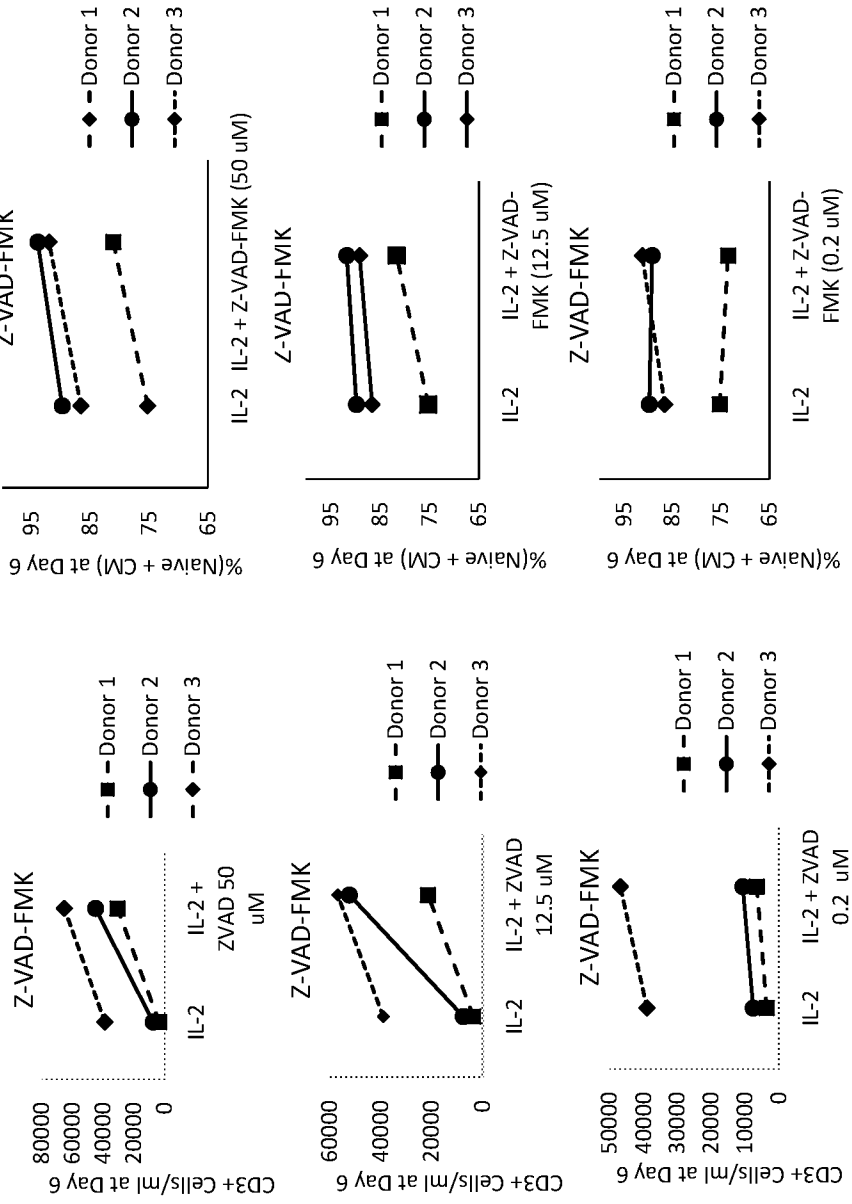 Z-VAD-FMK
95
85
75
65
%(Naive + CM) at Day 6
IL-2 IL-2 + Z-VAD-FMK (50 uM)
Donor 1
Donor 2
Donor 3
Z-VAD-FMK
95
85
75
65
%(Naive + CM) at Day 6
IL-2
IL-2 + Z-VAD-
FMK (12.5 uM)
Donor 1
Donor 2
Donor 3
Z-VAD-FMK
95
85
75
65
%(Naive + CM) at Day 6
IL-2
IL-2 + Z-VAD-
FMK (0.2 uM)
Donor 1
Donor 2
Donor 3
Z-VAD-FMK
80000
60000
40000
20000
0
CD3+ Cells/ml at Day 6
IL-2
IL-2 +
ZVAD 50
uM
Donor 1
Donor 2
Donor 3
Z-VAD-FMK
60000
40000
20000
0
CD3+ Cells/ml at Day 6
IL-2
IL-2 + ZVAD
12.5 uM
Donor 1
Donor 2
Donor 3
Z-VAD-FMK
50000
40000
30000
20000
10000
0
CD3+ Cells/ml at Day 6
IL-2
IL-2 + ZVAD
0.2 uM
Donor 1
Donor 2
Donor 3